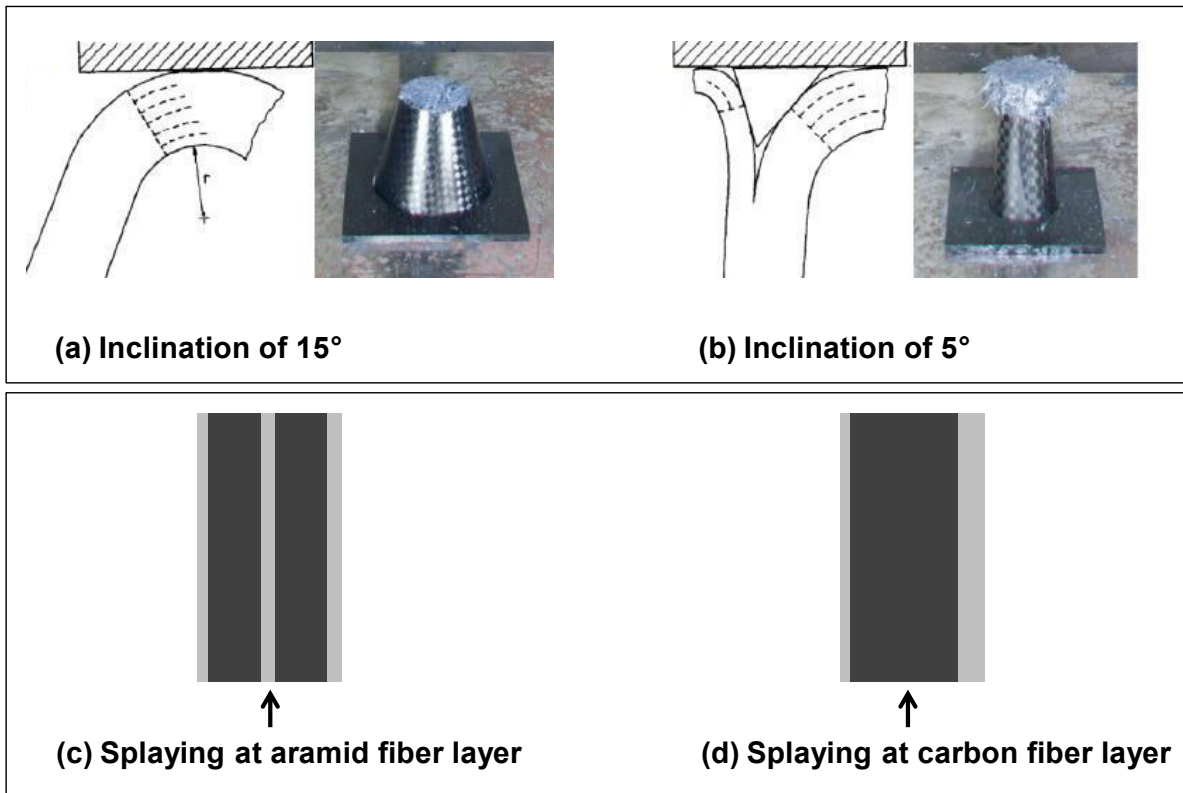 r
(a) Inclination of 15°
(b) Inclination of 5°
(c) Splaying at aramid fiber layer
(d) Splaying at carbon fiber layer